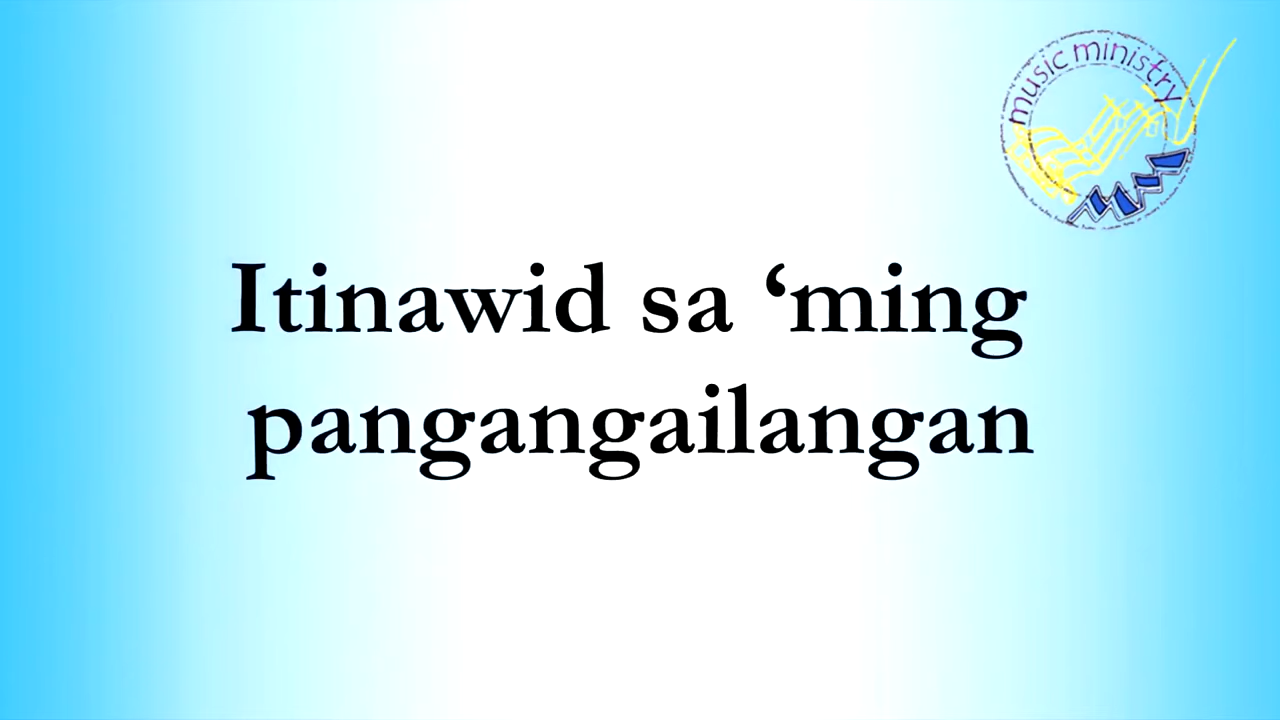 music ministry
Itinawid sa ‘ming
pangangailangan